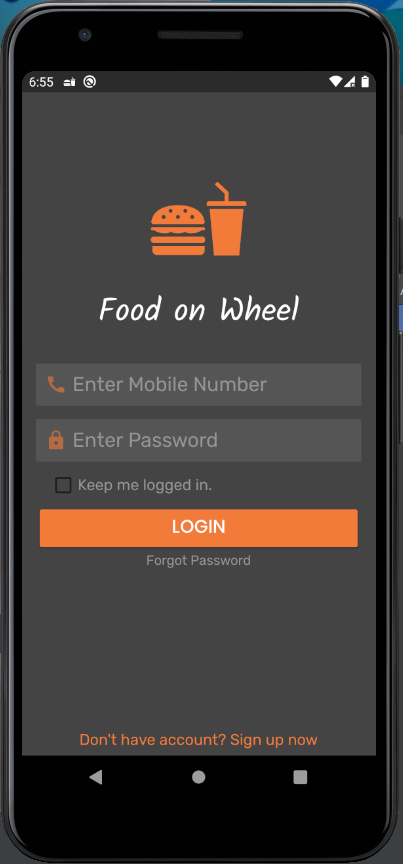 6:55
Food on Wheel
Enter Mobile Number
Enter Password
Keep me logged in.
LOGIN
Forgot Password
Don't have account? Sign up now